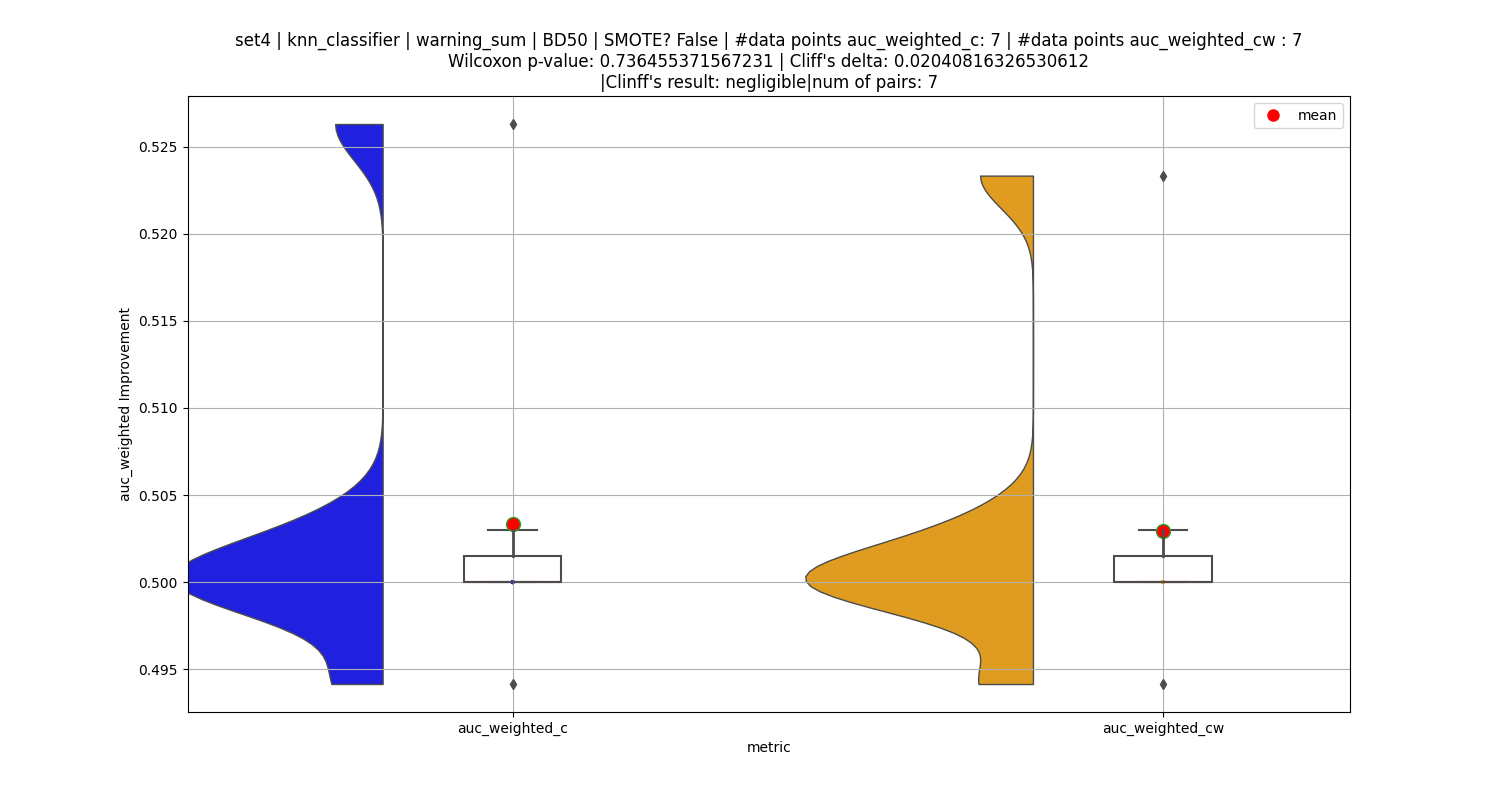 set4 | knn_classifier | warning_sum | BD50 | SMOTE? False | #data points auc_weighted_c: 7 | #data points auc_weighted_cw : 7
Wilcoxon p-value: 0.736455371567231 | Cliff's delta: 0.02040816326530612
|Clinff's result: negligible|num of pairs: 7
mean
0.525
0.520
0.515
0.510
0.505
0.500
0.495
auc_weighted Improvement
auc_weighted_c
auc_weighted_cw
metric